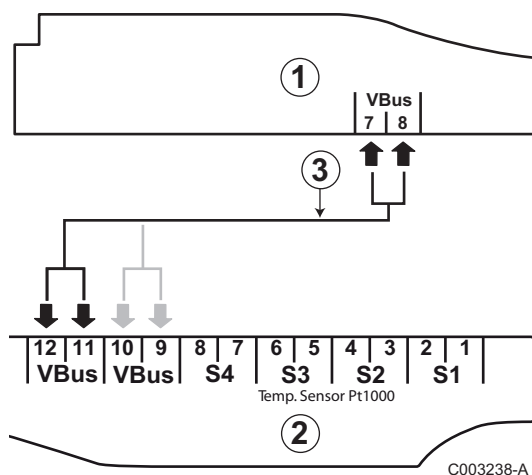 1
VBus
7 8
3
12 11 10 9 8 7 6 5 4 3 2 1
VBus VBus S4 S3 S2 S1
Temp. Sensor Pt1000
2
C003238-A